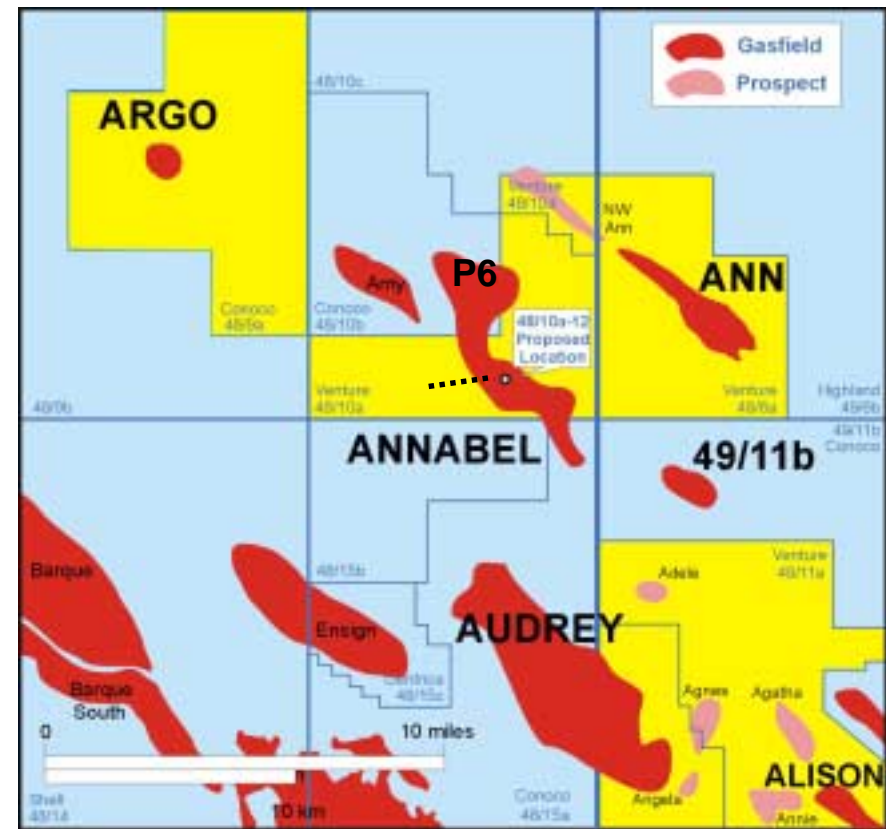 Gasfield
Prospect
48/10c
ARGO
Venture
48/10a
NW
Ann
P6
Amy
ANN
Conoco
48/9a
Conoco
48/10b
48/10a-12
Proposed
Location
Venture
48/10a
Venture
49/6a
Highland
49/6b
48/9b
49/11b
Conoco
ANNABEL
49/11b
Barque
48/15b
Adele
Venture
49/11a
Ensign
AUDREY
Centrica
48/15c
Barque
South
Agnes
Agatha
0
10 miles
ALISON
Angela
Shell
48/14
10 km
Conoco
48/15a
Annie